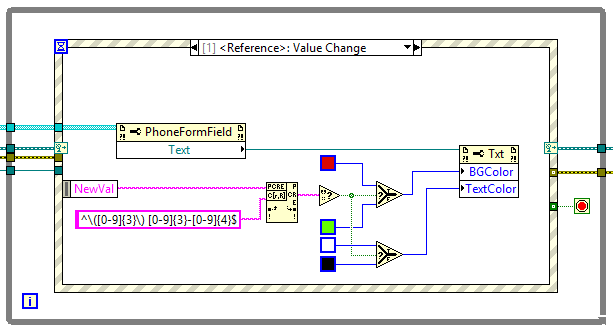 [1] <Reference>: Value Change
PhoneFormField
Text
Txt
BGColor
TextColor
NewVal
PCRE
C[r,R]
P
CR
E
?
^\([0-9]{3}\) [0-9]{3}-[0-9]{4}$
T
F
T
F
i